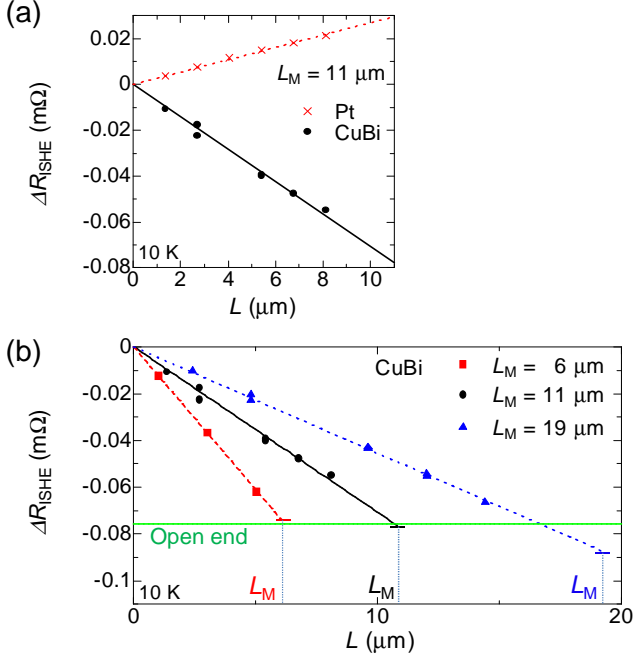 (a)
0.02
0
-0.02
-0.04
-0.06
-0.08
ΔR_ISHE (mΩ)
L_M = 11 μm
Pt
CuBi
10 K
0 2 4 6 8 10
L (μm)
(b)
0
-0.02
-0.04
-0.06
-0.08
-0.1
ΔR_ISHE (mΩ)
CuBi
L_M = 6 μm
L_M = 11 μm
L_M = 19 μm
Open end
L_M L_M L_M
10 K
0 5 10 15 20
L (μm)